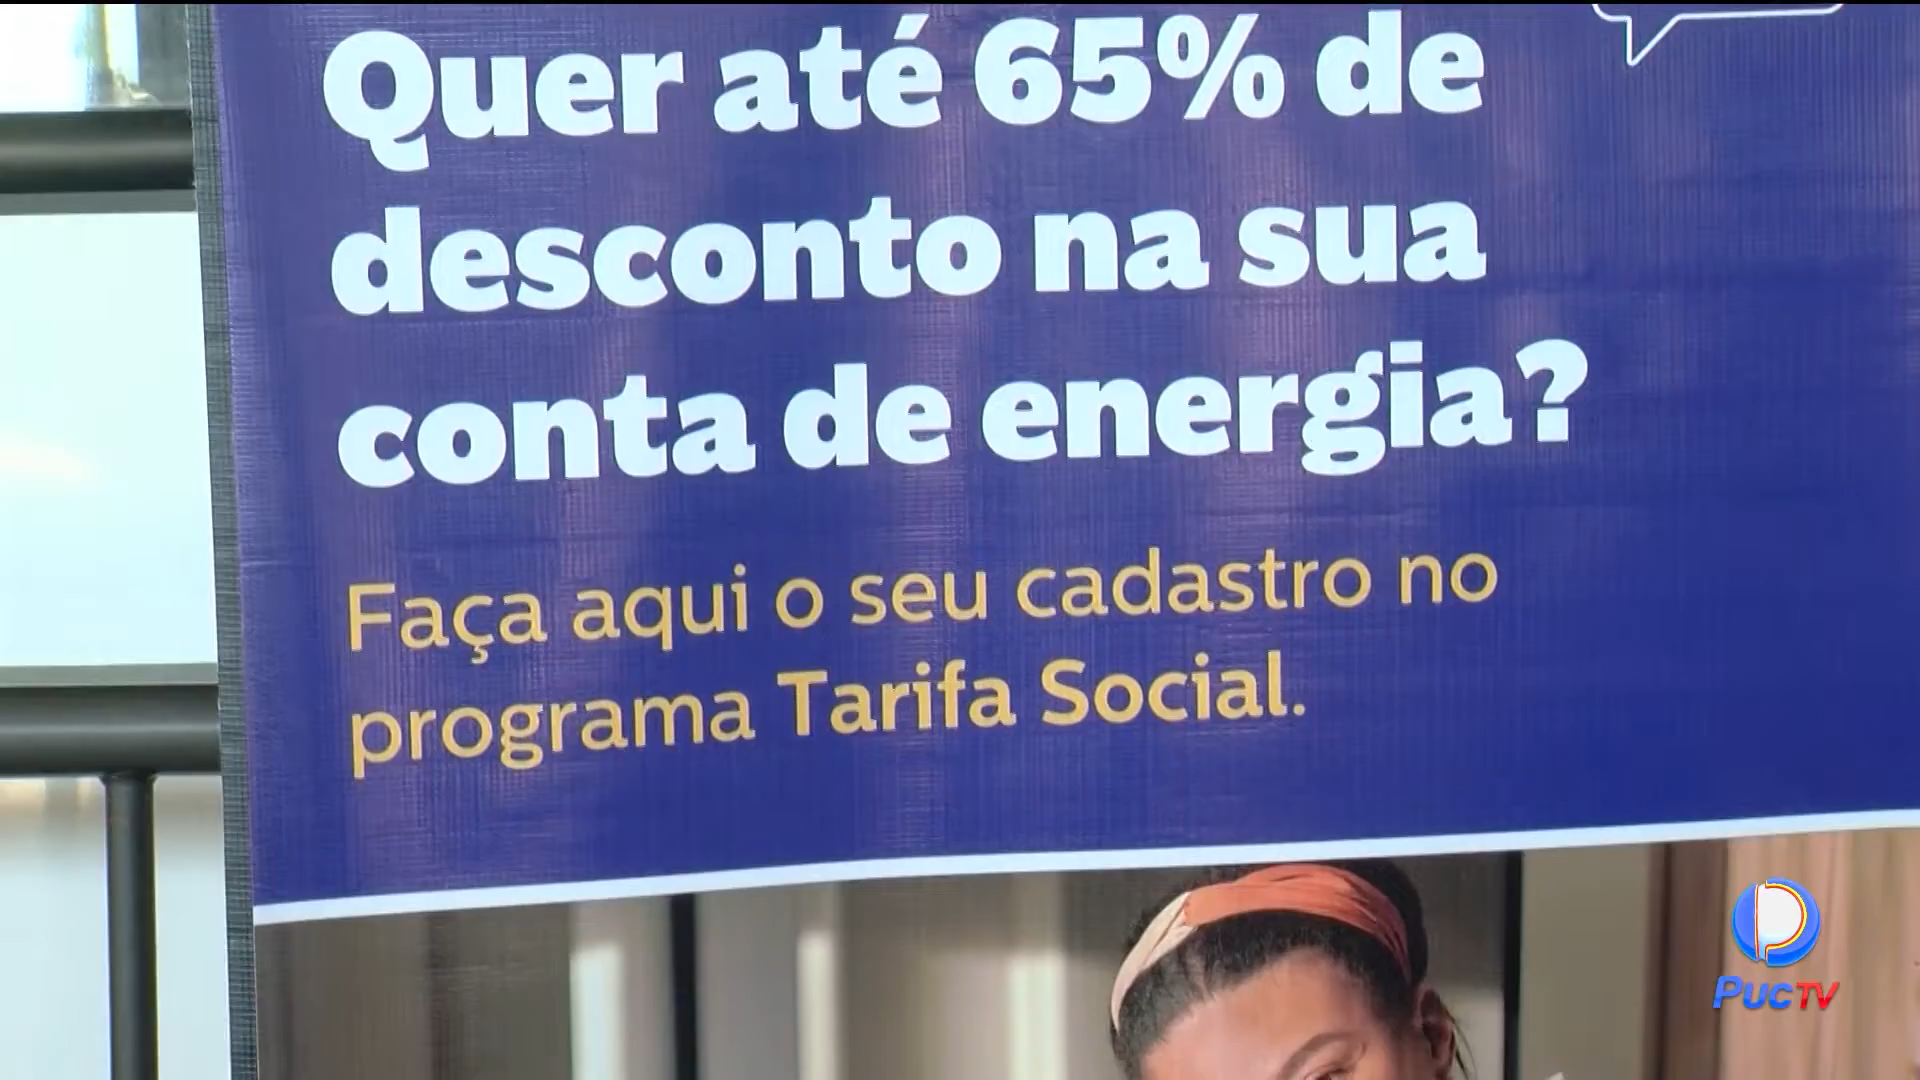 Quer até 65% de
desconto na sua
conta de energia?
Faça aqui o seu cadastro no
programa Tarifa Social.
PUCTV